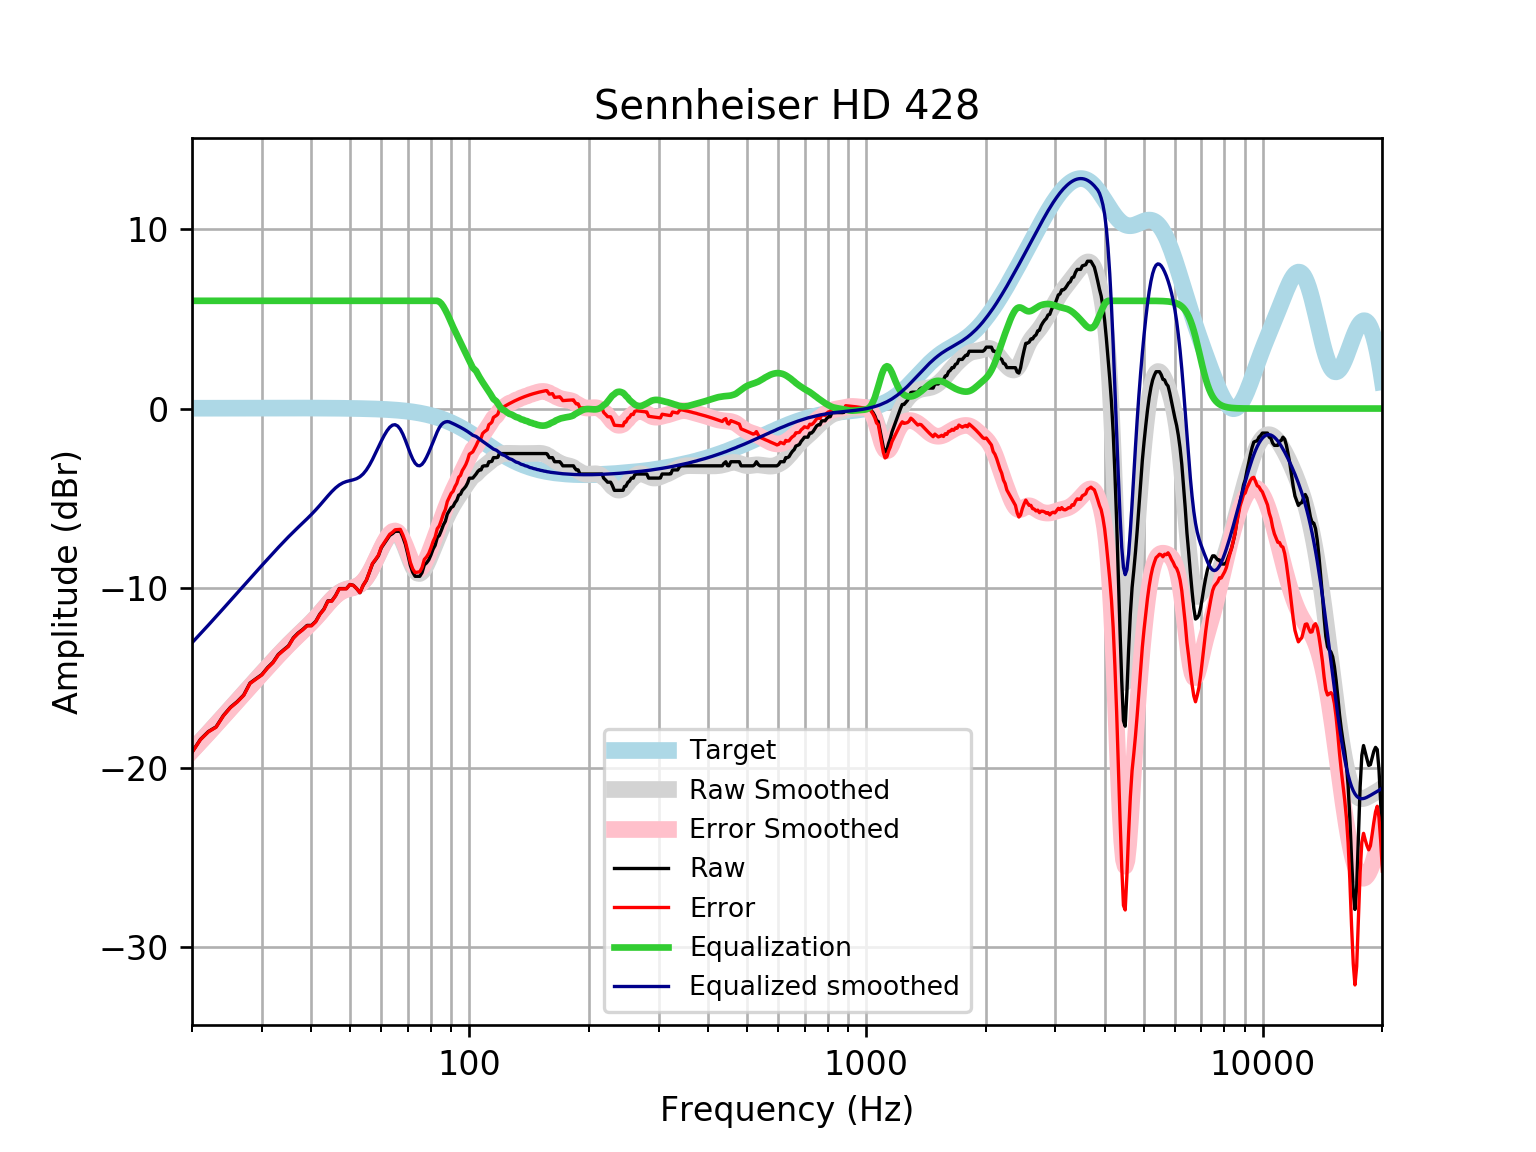 Sennheiser HD 428
10
0
−10
−20
−30
Amplitude (dBr)
Target
Raw Smoothed
Error Smoothed
Raw
Error
Equalization
Equalized smoothed
100
1000
10000
Frequency (Hz)